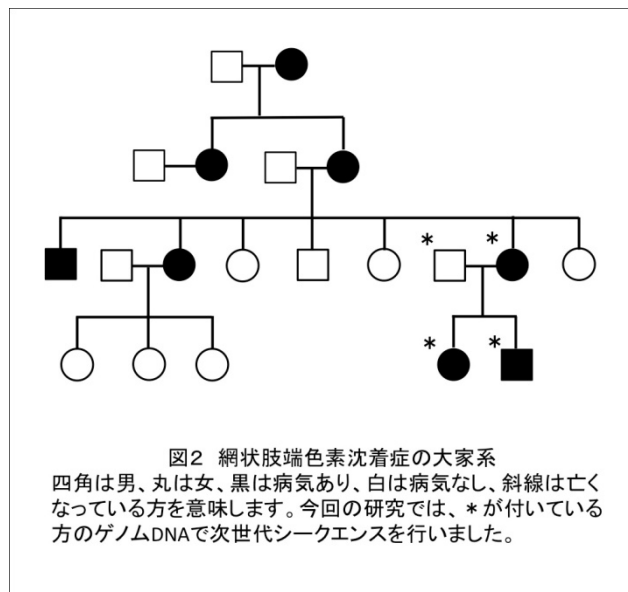 * *
* *
図2 網状肢端色素沈着症の大家系
四角は男、丸は女、黒は病気あり、白は病気なし、斜線は亡く
なっている方を意味します。今回の研究では、*が付いている
方のゲノムDNAで次世代シークエンスを行いました。